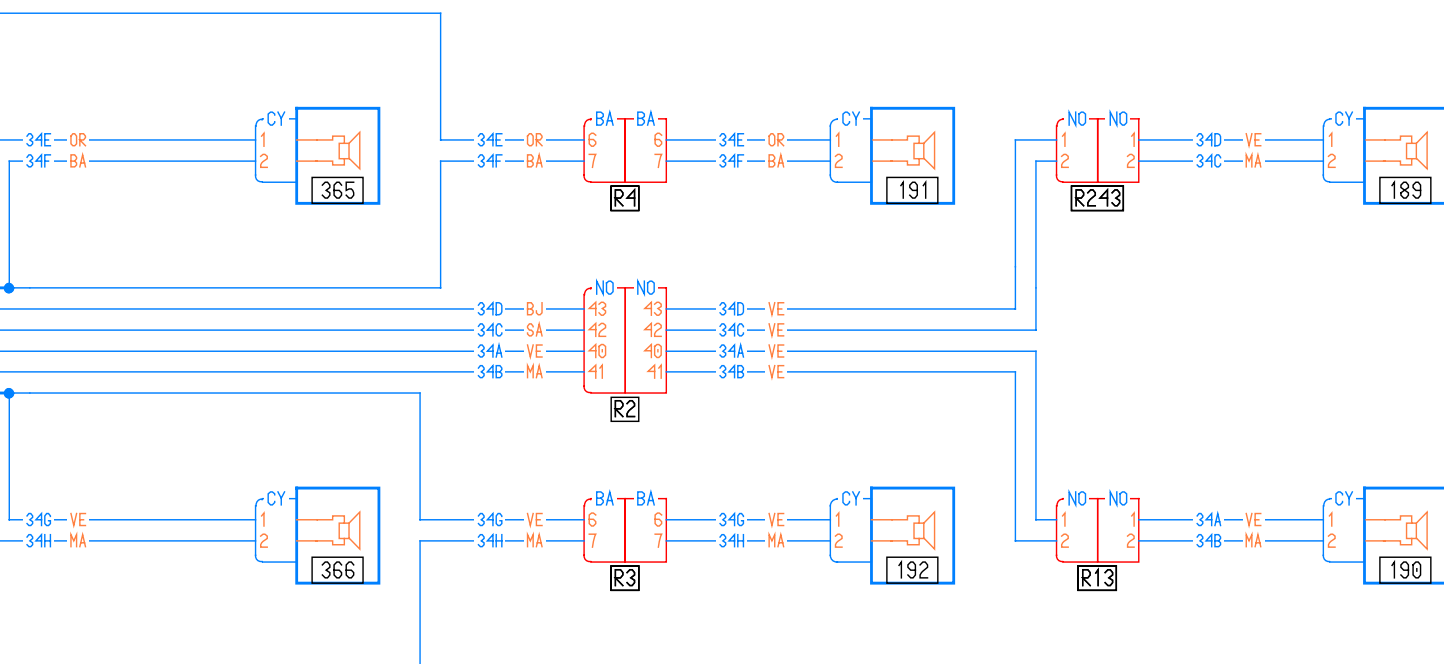 CY BA BA CY NO NO CY
34E OR 1 34E OR 6 6 34E OR 1 1 1 34D VE 1
34F BA 2 34F BA 7 7 34F BA 2 2 2 34C MA 2
365 R4 191 R243 189
NO NO
34D BJ 43 43 34D VE
34C SA 42 42 34C VE
34A VE 40 40 34A VE
34B MA 41 41 34B VE
R2
CY BA BA CY NO NO CY
34G VE 1 34G VE 6 6 34G VE 1 1 1 34A VE 1
34H MA 2 34H MA 7 7 34H MA 2 2 2 34B MA 2
366 R3 192 R13 190